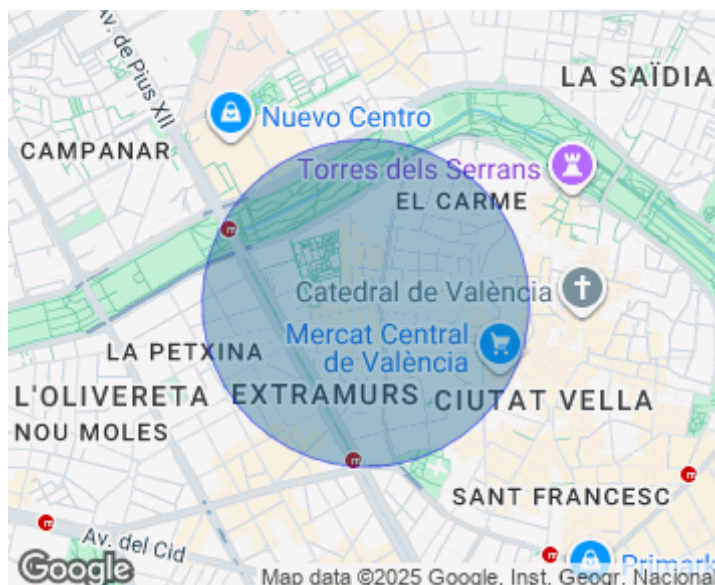 Av. de Pius XII
LA SAÏDIA
Nuevo Centro
CAMPANAR
Torres dels Serrans
EL CARME
Catedral de València
Mercat Central
de València
LA PETXINA
L'OLIVERETA
EXTRAMURS
CIUTAT VELLA
NOU MOLES
SANT FRANCESC
Av. del Cid
Primark
Google
Map data ©2025 Google, Inst. Geogr. Nacional